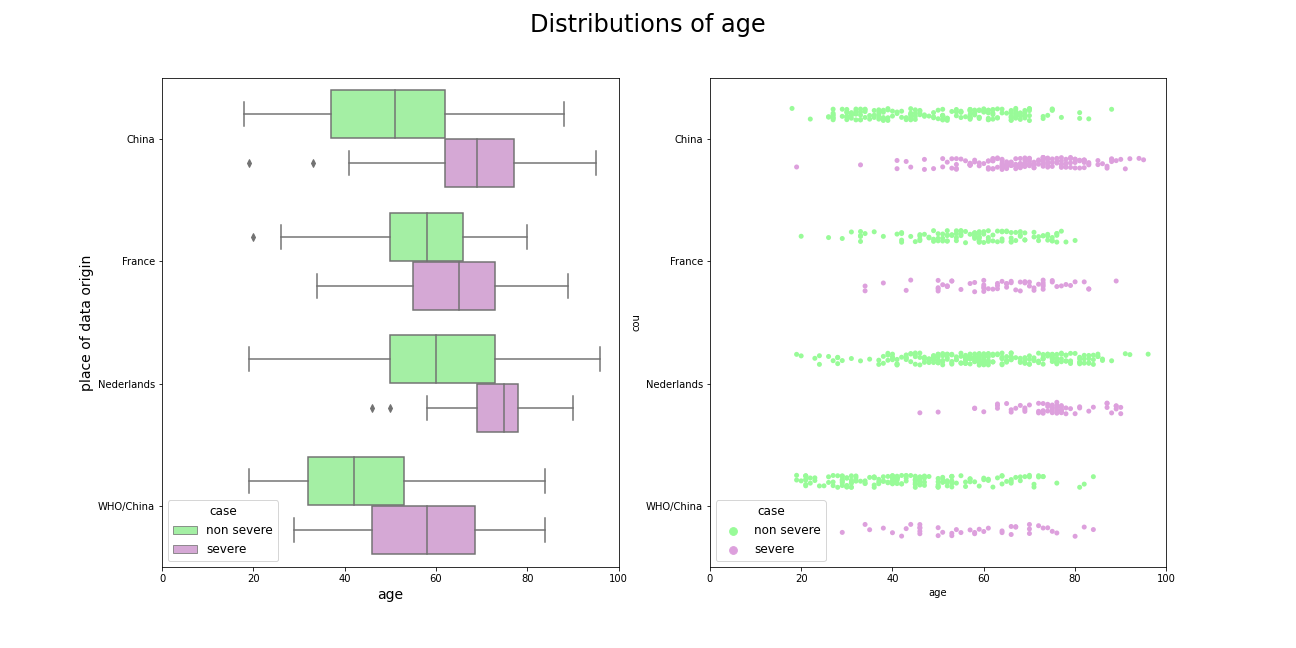 Distributions of age
place of data origin
China
France
Nederlands
WHO/China
case
non severe
severe
0 20 40 60 80 100
age
cou
China
France
Nederlands
WHO/China
case
non severe
severe
0 20 40 60 80 100
age